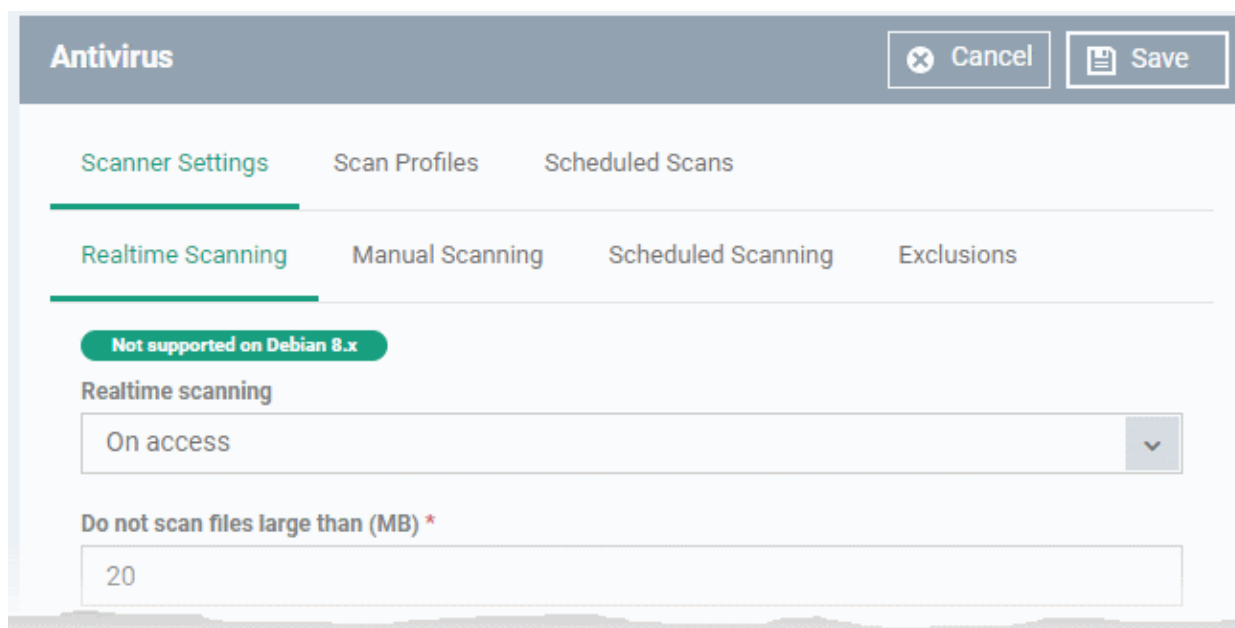 Antivirus
Cancel
Save
Scanner Settings
Scan Profiles
Scheduled Scans
Realtime Scanning
Manual Scanning
Scheduled Scanning
Exclusions
Not supported on Debian 8.x
Realtime scanning
On access
Do not scan files large than (MB) *
20